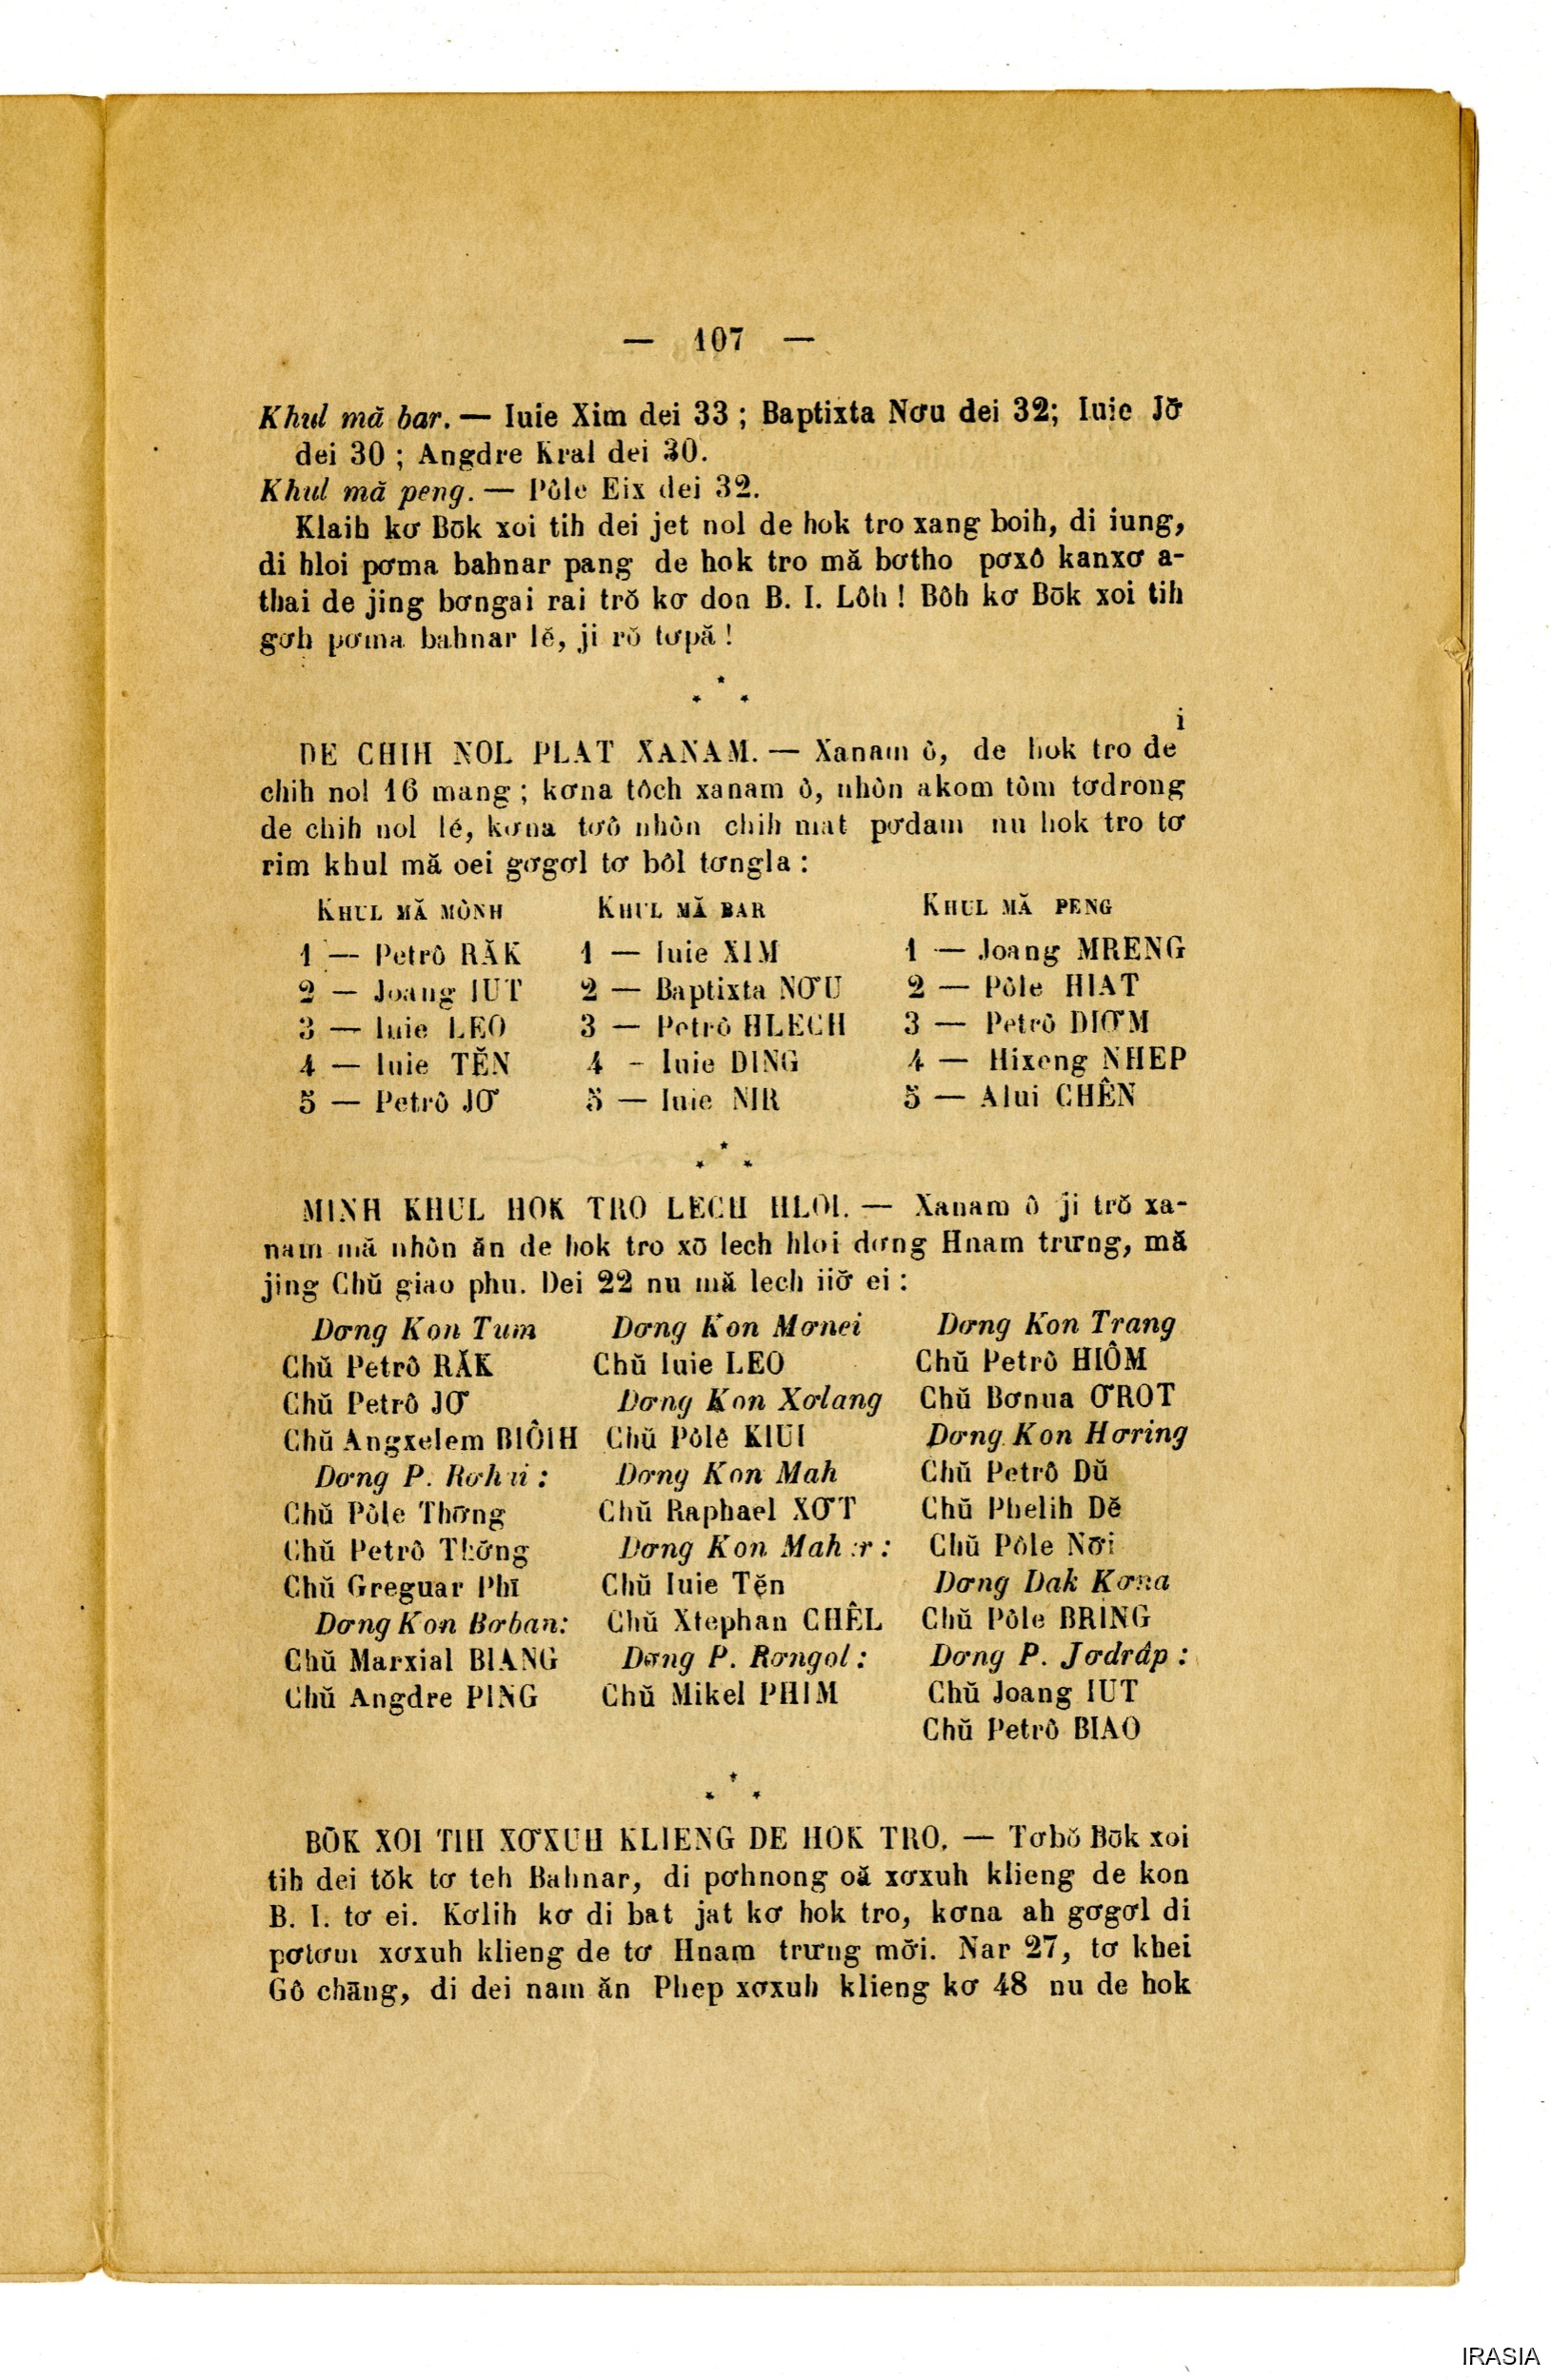 — 107 —
Khul mă bar. — Iuie Xim dei 33 ; Baptixta Nơu dei 32; Iuie Jơ̆
dei 30 ; Angdre Kral dei 30.
Khul mă peng. — Pôle Eix dei 32.
Klaih kơ Bŏk xoi tih dei jet nol de hok tro xang boih, di iung,
di hloi pơma bahnar pang de hok tro mă bơtho pơxô kanxơ a-
thai de jing bơngai rai trŏ kơ don B. I. Lôh ! Bôh kơ Bŏk xoi tih
gơh pơma bahnar lĕ, ji rŏ tơpă !
* * *
i
DE CHIH NOL PLAT XANAM. — Xanam ô, de hok tro de
chih nol 16 mang ; kơna tôch xanam ô, nhôn akom tôm tơdrong
de chih nol lĕ, kơna tơô nhôn chih mat pơdam nu hok tro tơ
rim khul mă oei gơgơl tơ bôl tơngla :
KHUL MĂ MÔNH KHUL MĂ BAR KHUL MĂ PENG
1 — Petrô RĂK 1 — Iuie XIM 1 — Joang MRENG
2 — Joang IUT 2 — Baptixta NƠU 2 — Pôle HIAT
3 — Iuie LEO 3 — Petrô HLECH 3 — Petrô DIƠM
4 — Iuie TĔN 4 - Iuie DING 4 — Hixeng NHEP
5 — Petrô JƠ 5 — Iuie NIR 5 — Alui CHÊN
* * *
MINH KHUL HOK TRO LECH HLOI. — Xanam ô ji trŏ xa-
nam mă nhôn ăn de hok tro xŏ lech hloi dơng Hnam trưng, mă
jing Chŭ giao phu. Dei 22 nu mă lech iiơ̆ ei :
Dơng Kon Tum Dơng Kon Mơnei Dơng Kon Trang
Chŭ Petrô RĂK Chŭ Iuie LEO Chŭ Petrô HIÔM
Chŭ Petrô JƠ Dơng Kon Xơlang Chŭ Bơnua ƠROT
Chŭ Angxelem BIÔIH Chŭ Pôlê KIUI Dơng Kon Hơring
Dơng P. Rơhai : Dơng Kon Mah Chŭ Petrô Dŭ
Chŭ Pôle Thơ̆ng Chŭ Raphael XƠT Chŭ Phelih Dĕ
Chŭ Petrô Thơ̆ng Dơng Kon Mahar : Chŭ Pôle Nơ̆i
Chŭ Greguar Phĭ Chŭ Iuie Tĕn Dơng Dak Kơna
Dơng Kon Bơban: Chŭ Xtephan CHÊL Chŭ Pôle BRING
Chŭ Marxial BIANG Dơng P. Rơngol : Dơng P. Jơdrâp :
Chŭ Angdre PING Chŭ Mikel PHIM Chŭ Joang IUT
Chŭ Petrô BIAO
* * *
BŎK XOI TIH XƠXUH KLIENG DE HOK TRO. — Tơbŏ Bŏk xoi
tih dei tŏk tơ teh Bahnar, di pơhnong oă xơxuh klieng de kon
B. I. tơ ei. Kơlih kơ di bat jat kơ hok tro, kơna ah gơgơl di
pơtơm xơxuh klieng de tơ Hnam trưng mơ̆i. Nar 27, tơ khei
Gô chăng, di dei nam ăn Phep xơxuh klieng kơ 48 nu de hok
IRASIA